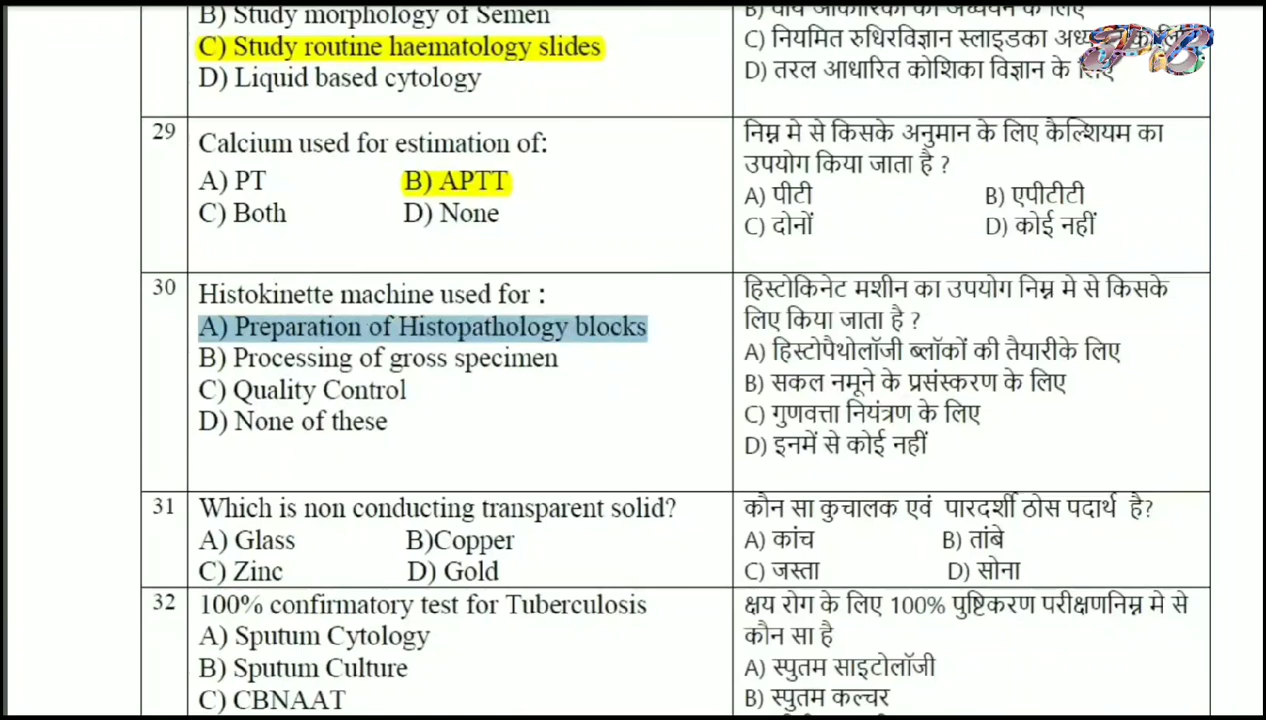 B) Study morphology of Semen
C) Study routine haematology slides
D) Liquid based cytology
B) वीर्य आकारिकी का अध्ययन के लिए
C) नियमित रुधिरविज्ञान स्लाइडका
D) तरल आधारित कोशिका विज्ञान के लिए
29
Calcium used for estimation of:
A) PT B) APTT
C) Both D) None
निम्न मे से किसके अनुमान के लिए कैल्शियम का
उपयोग किया जाता है ?
A) पीटी B) एपीटीटी
C) दोनों D) कोई नहीं
30
Histokinette machine used for :
A) Preparation of Histopathology blocks
B) Processing of gross specimen
C) Quality Control
D) None of these
हिस्टोकिनेट मशीन का उपयोग निम्न मे से किसके
लिए किया जाता है ?
A) हिस्टोपैथोलॉजी ब्लॉकों की तैयारीके लिए
B) सकल नमूने के प्रसंस्करण के लिए
C) गुणवत्ता नियंत्रण के लिए
D) इनमें से कोई नहीं
31
Which is non conducting transparent solid?
A) Glass B)Copper
C) Zinc D) Gold
कौन सा कुचालक एवं पारदर्शी ठोस पदार्थ है?
A) कांच B) तांबे
C) जस्ता D) सोना
32
100% confirmatory test for Tuberculosis
A) Sputum Cytology
B) Sputum Culture
C) CBNAAT
क्षय रोग के लिए 100% पुष्टिकरण परीक्षणनिम्न मे से
कौन सा है
A) स्पुतम साइटोलॉजी
B) स्पुतम कल्चर